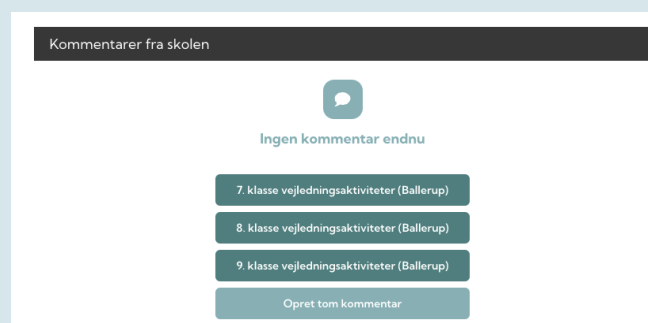 Kommentarer fra skolen
Ingen kommentar endnu
7. klasse vejledningsaktiviteter (Ballerup)
8. klasse vejledningsaktiviteter (Ballerup)
9. klasse vejledningsaktiviteter (Ballerup)
Opret tom kommentar